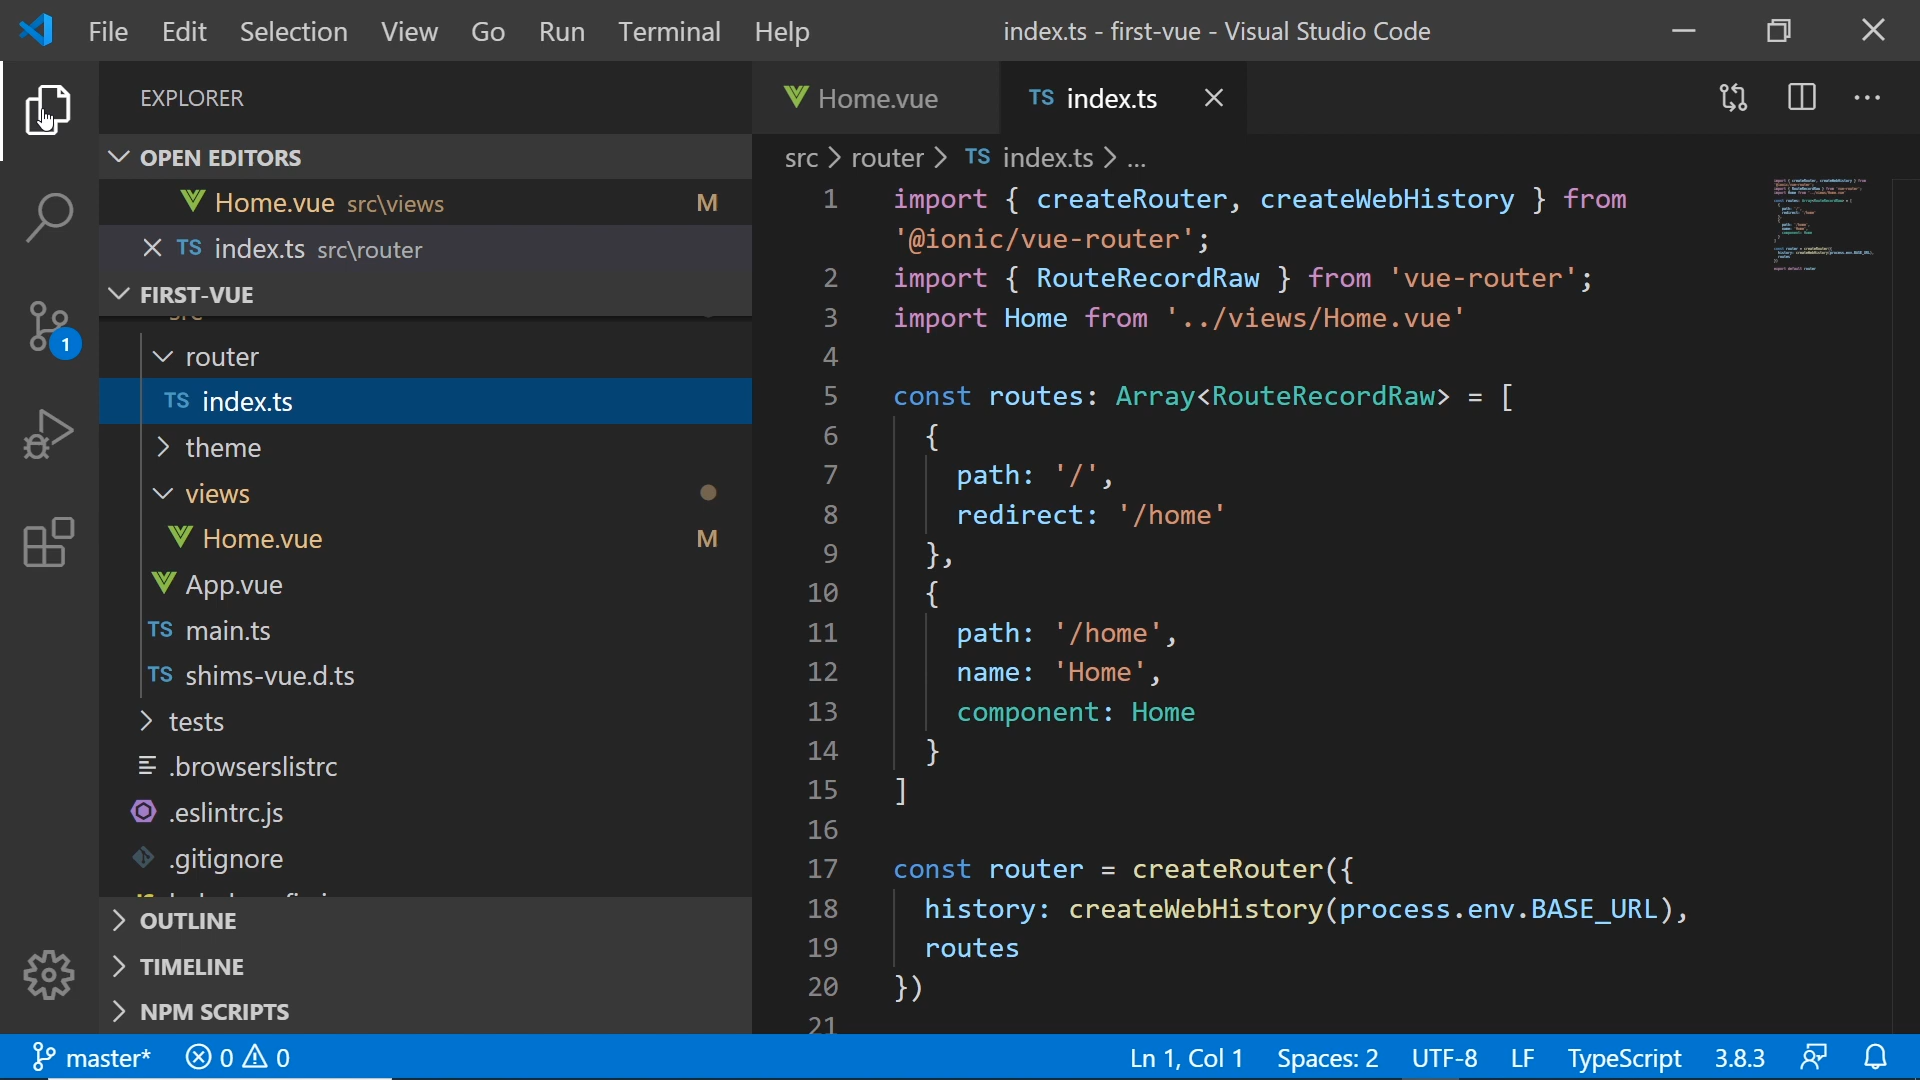 File Edit Selection View Go Run Terminal Help index.ts - first-vue - Visual Studio Code
EXPLORER
OPEN EDITORS
Home.vue src\views M
TS index.ts src\router
FIRST-VUE
src
router
TS index.ts
theme
views
Home.vue M
App.vue
TS main.ts
TS shims-vue.d.ts
tests
.browserslistrc
.eslintrc.js
.gitignore
OUTLINE
TIMELINE
NPM SCRIPTS
1
Home.vue TS index.ts
src > router > TS index.ts > ...
1 import { createRouter, createWebHistory } from
'@ionic/vue-router';
2 import { RouteRecordRaw } from 'vue-router';
3 import Home from '../views/Home.vue'
4
5 const routes: Array<RouteRecordRaw> = [
6 {
7 path: '/',
8 redirect: '/home'
9 },
10 {
11 path: '/home',
12 name: 'Home',
13 component: Home
14 }
15 ]
16
17 const router = createRouter({
18 history: createWebHistory(process.env.BASE_URL),
19 routes
20 })
21
master* 0 0 Ln 1, Col 1 Spaces: 2 UTF-8 LF TypeScript 3.8.3